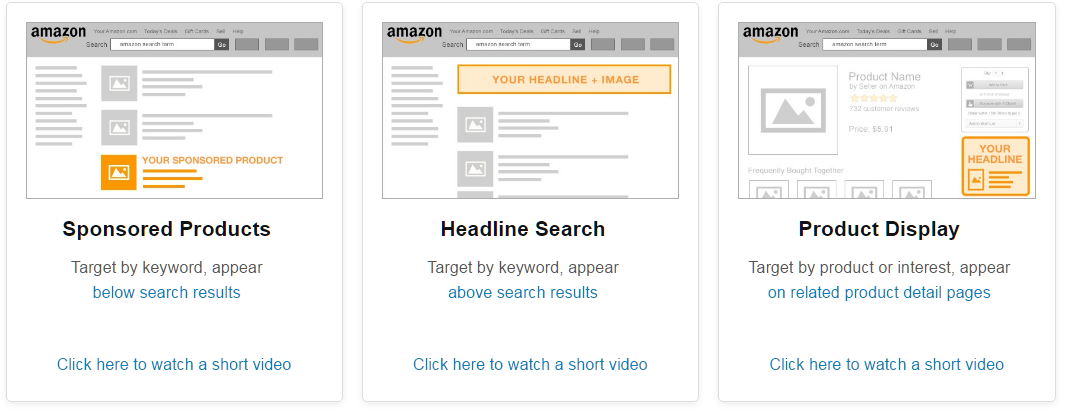 amazon
Your Amazon.com Today's Deals Gift Cards Sell Help
Search amazon search term Go
YOUR SPONSORED PRODUCT
Sponsored Products
Target by keyword, appear
below search results
Click here to watch a short video
amazon
Your Amazon.com Today's Deals Gift Cards Sell Help
Search amazon search term Go
YOUR HEADLINE + IMAGE
Headline Search
Target by keyword, appear
above search results
Click here to watch a short video
amazon
Your Amazon.com Today's Deals Gift Cards Sell Help
Search amazon search term Go
Product Name
by Seller on Amazon
732 customer reviews
Price: $5.91
Frequently Bought Together
YOUR
HEADLINE
Product Display
Target by product or interest, appear
on related product detail pages
Click here to watch a short video